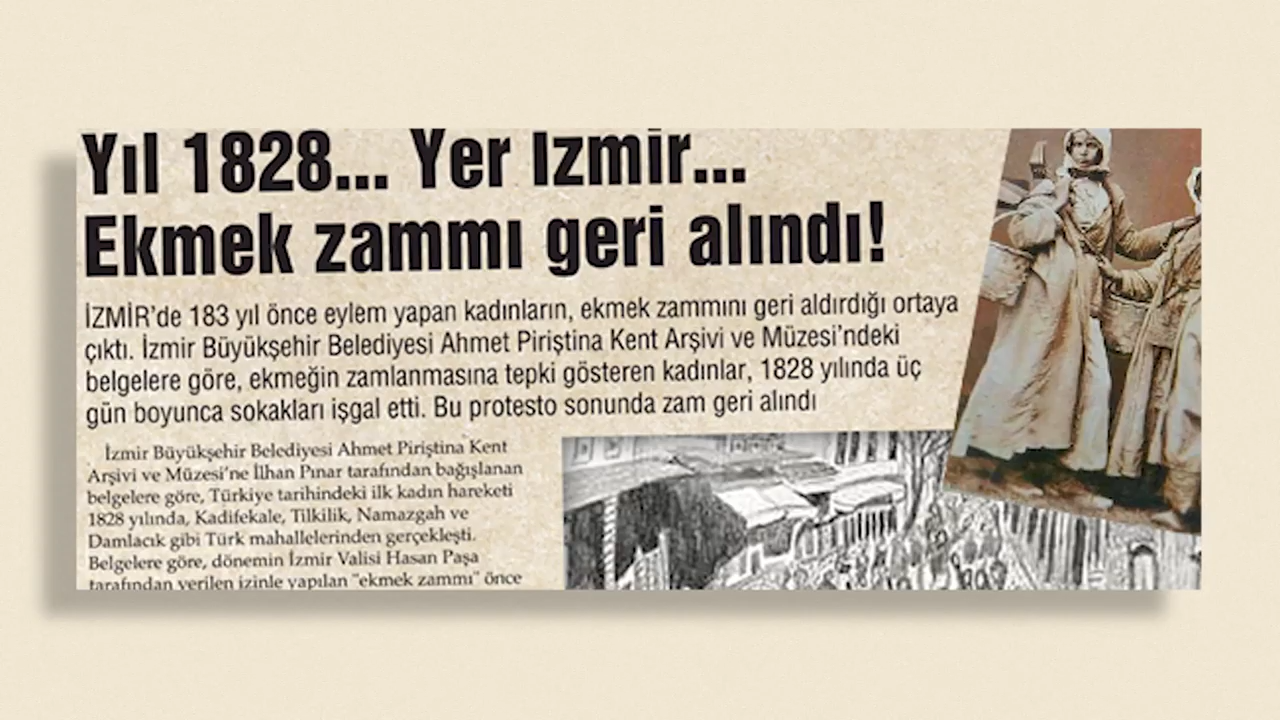 Yıl 1828... Yer İzmir...
Ekmek zammı geri alındı!
İZMİR'de 183 yıl önce eylem yapan kadınların, ekmek zammını geri aldırdığı ortaya
çıktı. İzmir Büyükşehir Belediyesi Ahmet Piriştina Kent Arşivi ve Müzesi'ndeki
belgelere göre, ekmeğin zamlanmasına tepki gösteren kadınlar, 1828 yılında üç
gün boyunca sokakları işgal etti. Bu protesto sonunda zam geri alındı
İzmir Büyükşehir Belediyesi Ahmet Piriştina Kent
Arşivi ve Müzesi'ne İlhan Pınar tarafından bağışlanan
belgelere göre, Türkiye tarihindeki ilk kadın hareketi
1828 yılında, Kadifekale, Tilkilik, Namazgah ve
Damlacık gibi Türk mahallelerinden gerçekleşti.
Belgelere göre, dönemin İzmir Valisi Hasan Paşa
tarafından verilen izinle yapılan "ekmek zammı" önce